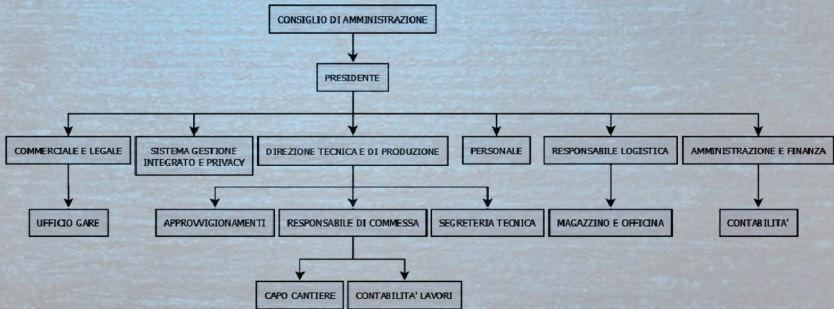 CONSIGLIO DI AMMINISTRAZIONE
PRESIDENTE
COMMERCIALE E LEGALE
SISTEMA GESTIONE
INTEGRATO E PRIVACY
DIREZIONE TECNICA E DI PRODUZIONE
PERSONALE
RESPONSABILE LOGISTICA
AMMINISTRAZIONE E FINANZA
UFFICIO GARE
APPROVVIGIONAMENTI
RESPONSABILE DI COMMESSA
SEGRETERIA TECNICA
MAGAZZINO E OFFICINA
CONTABILITA'
CAPO CANTIERE
CONTABILITA' LAVORI